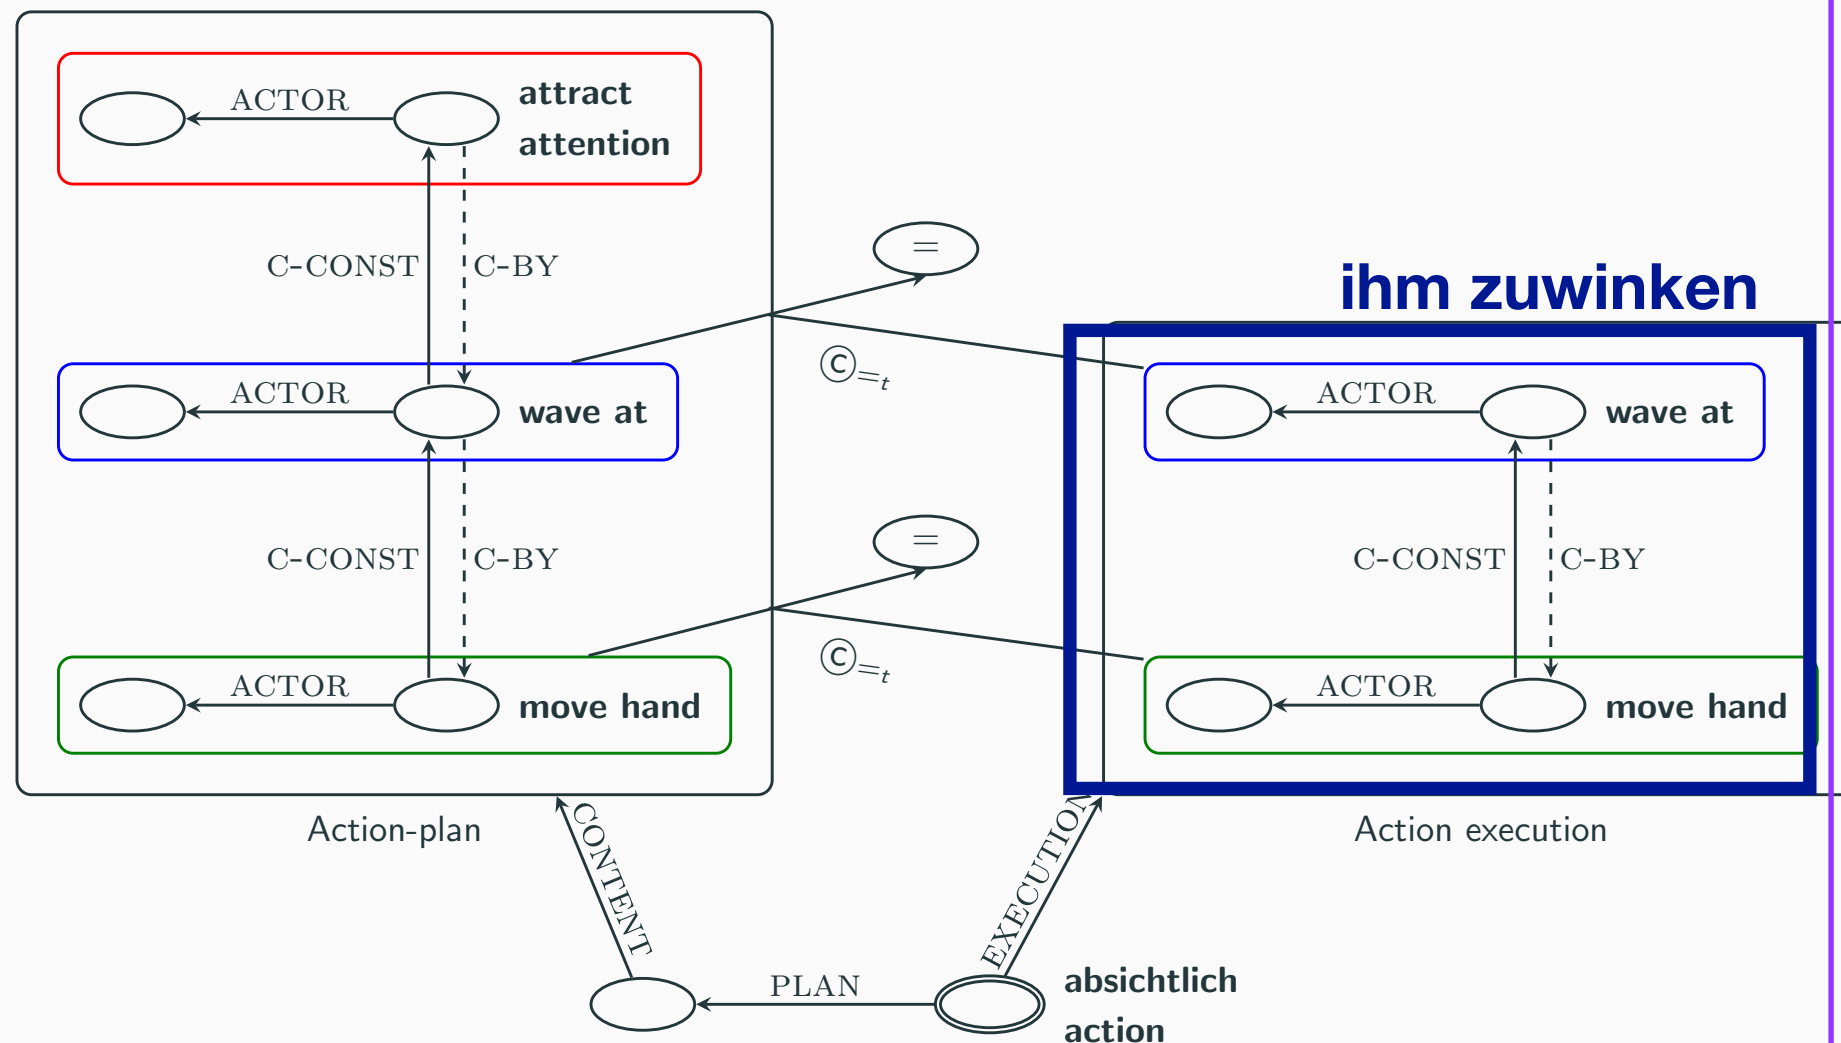 ACTOR
attract
attention
C-CONST
C-BY
=
ihm zuwinken
ⓒ=t
ACTOR
wave at
ACTOR
wave at
C-CONST
C-BY
=
C-CONST
C-BY
ⓒ=t
ACTOR
move hand
ACTOR
move hand
Action-plan
Action execution
CONTENT
EXECUTION
PLAN
absichtlich
action